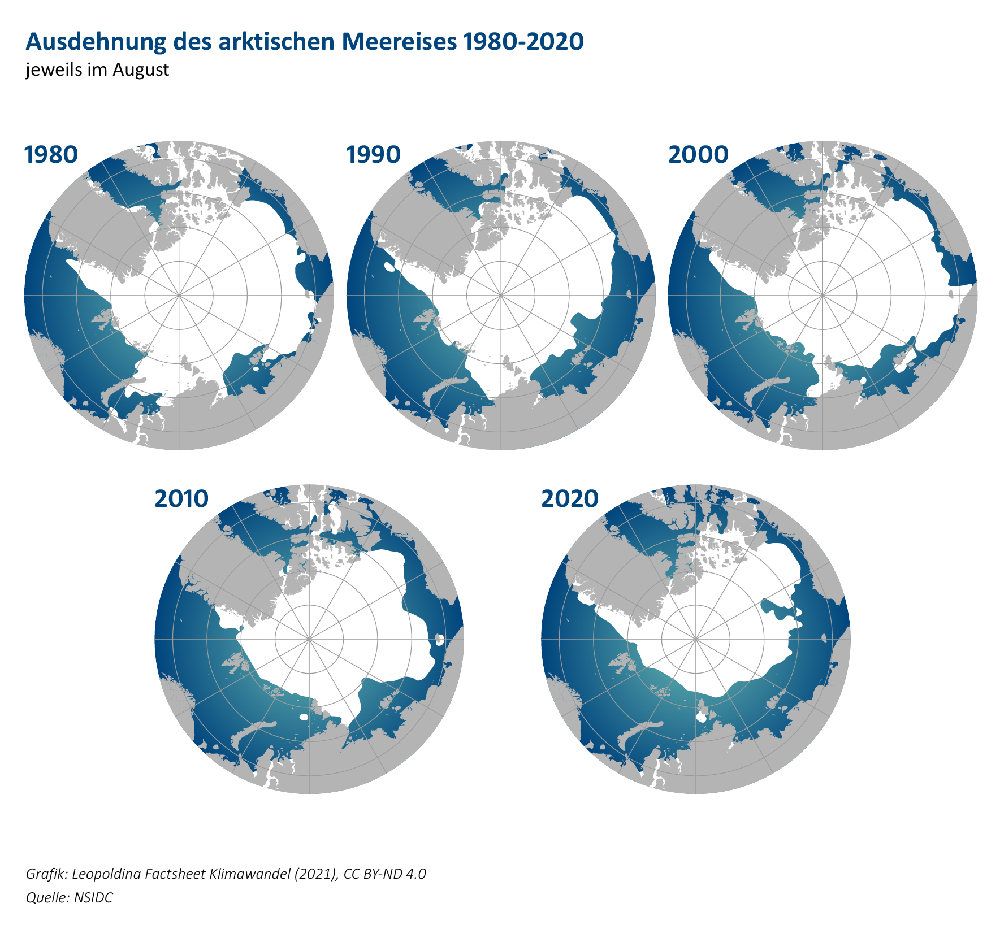 Ausdehnung des arktischen Meereises 1980-2020
jeweils im August
1980
1990
2000
2010
2020
Grafik: Leopoldina Factsheet Klimawandel (2021), CC BY-ND 4.0
Quelle: NSIDC